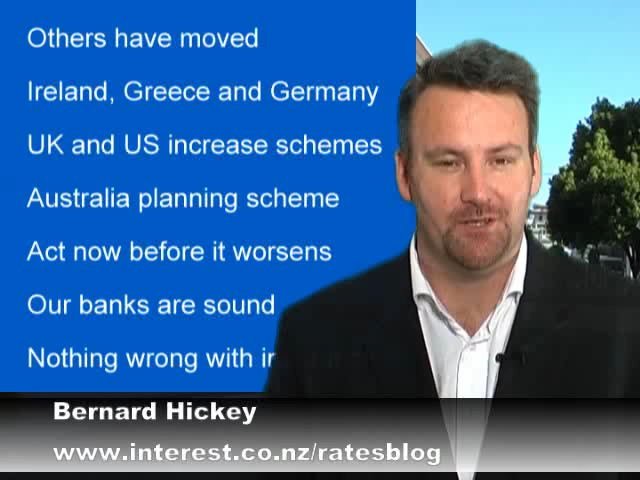 Others have moved
Ireland, Greece and Germany
UK and US increase schemes
Australia planning scheme
Act now before it worsens
Our banks are sound
Nothing wrong with
Bernard Hickey
www.interest.co.nz/ratesblog